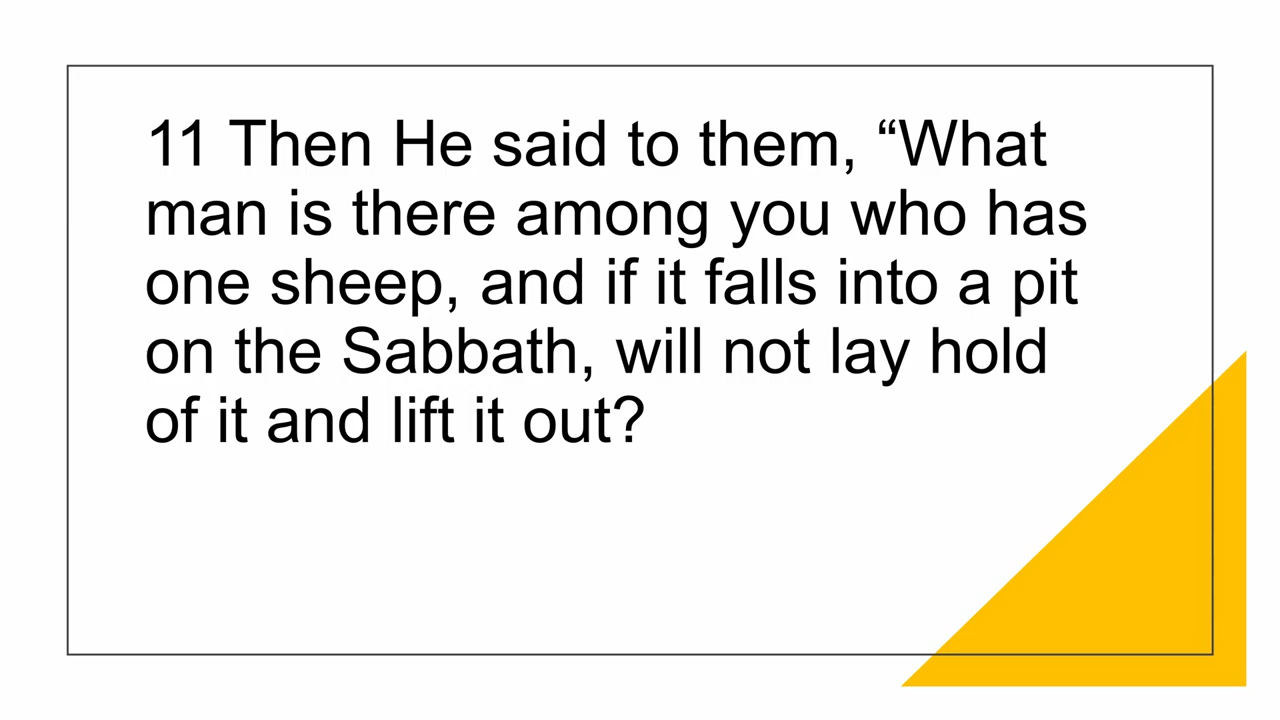 11 Then He said to them, “What
man is there among you who has
one sheep, and if it falls into a pit
on the Sabbath, will not lay hold
of it and lift it out?